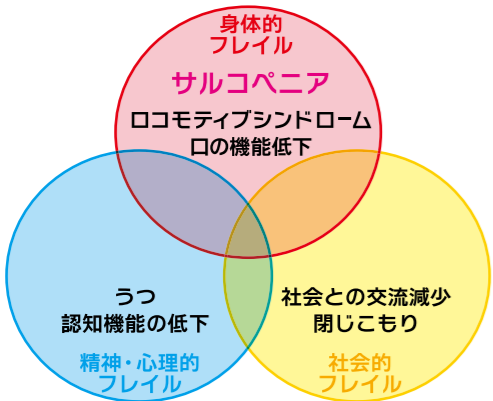 身体的
フレイル
サルコペニア
ロコモティブシンドローム
口の機能低下
うつ
認知機能の低下
精神・心理的
フレイル
社会との交流減少
閉じこもり
社会的
フレイル